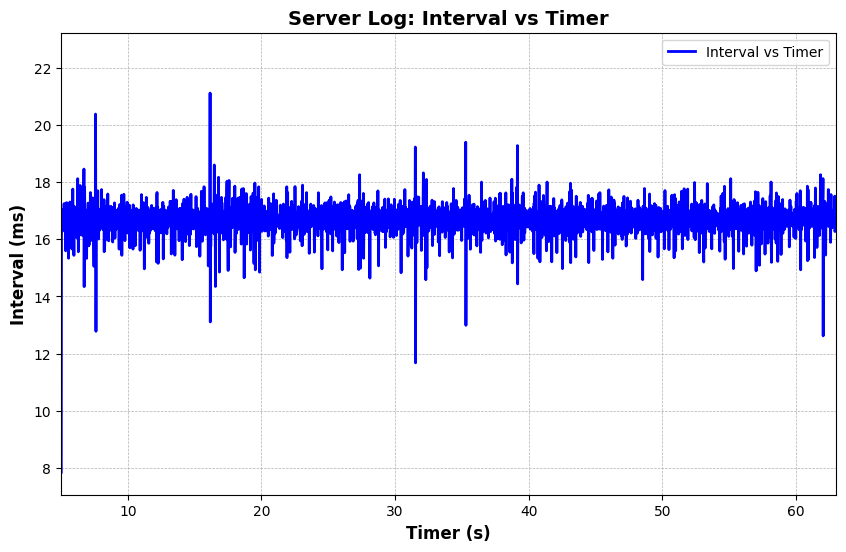 Server Log: Interval vs Timer
Interval vs Timer
22
20
18
16
14
12
10
8
Interval (ms)
10 20 30 40 50 60
Timer (s)